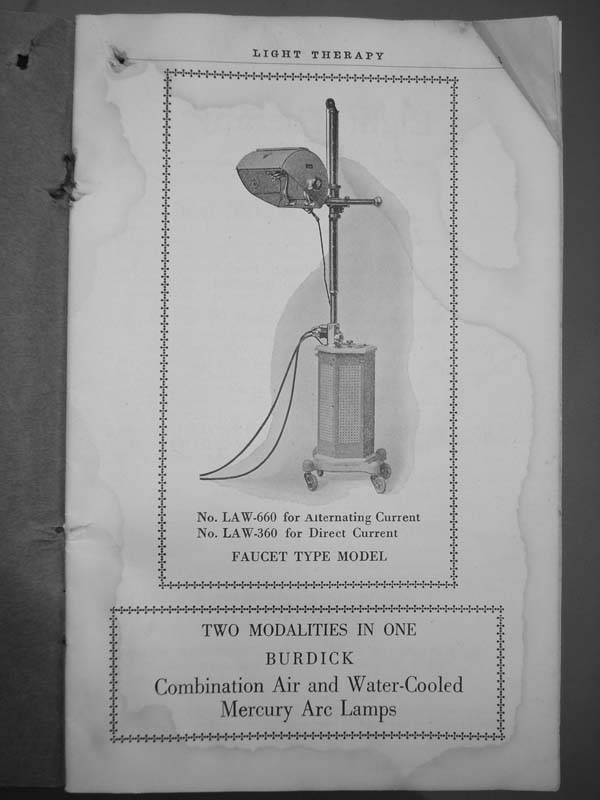 LIGHT THERAPY
No. LAW-660 for Alternating Current
No. LAW-360 for Direct Current
FAUCET TYPE MODEL
TWO MODALITIES IN ONE
BURDICK
Combination Air and Water-Cooled
Mercury Arc Lamps